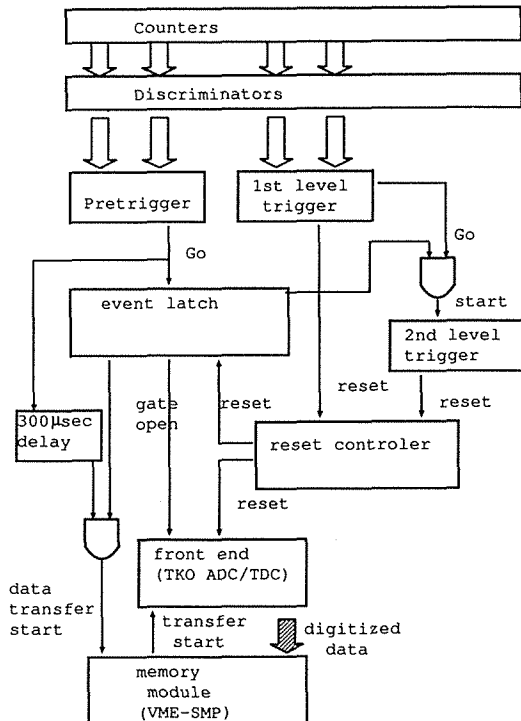 Counters
Discriminators
Pretrigger
1st level
trigger
Go
Go
event latch
start
2nd level
trigger
300μsec
delay
gate
open
reset
reset
reset
reset controler
reset
front end
(TKO ADC/TDC)
data
transfer
start
transfer
start
digitized
data
memory
module
(VME-SMP)